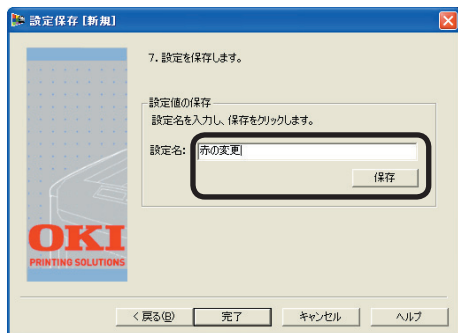 設定保存 [新規]
7. 設定を保存します。
設定値の保存
設定名を入力し、保存をクリックします。
設定名: 赤の変更
保存
OKI
PRINTING SOLUTIONS
< 戻る(B)
完了
キャンセル
ヘルプ